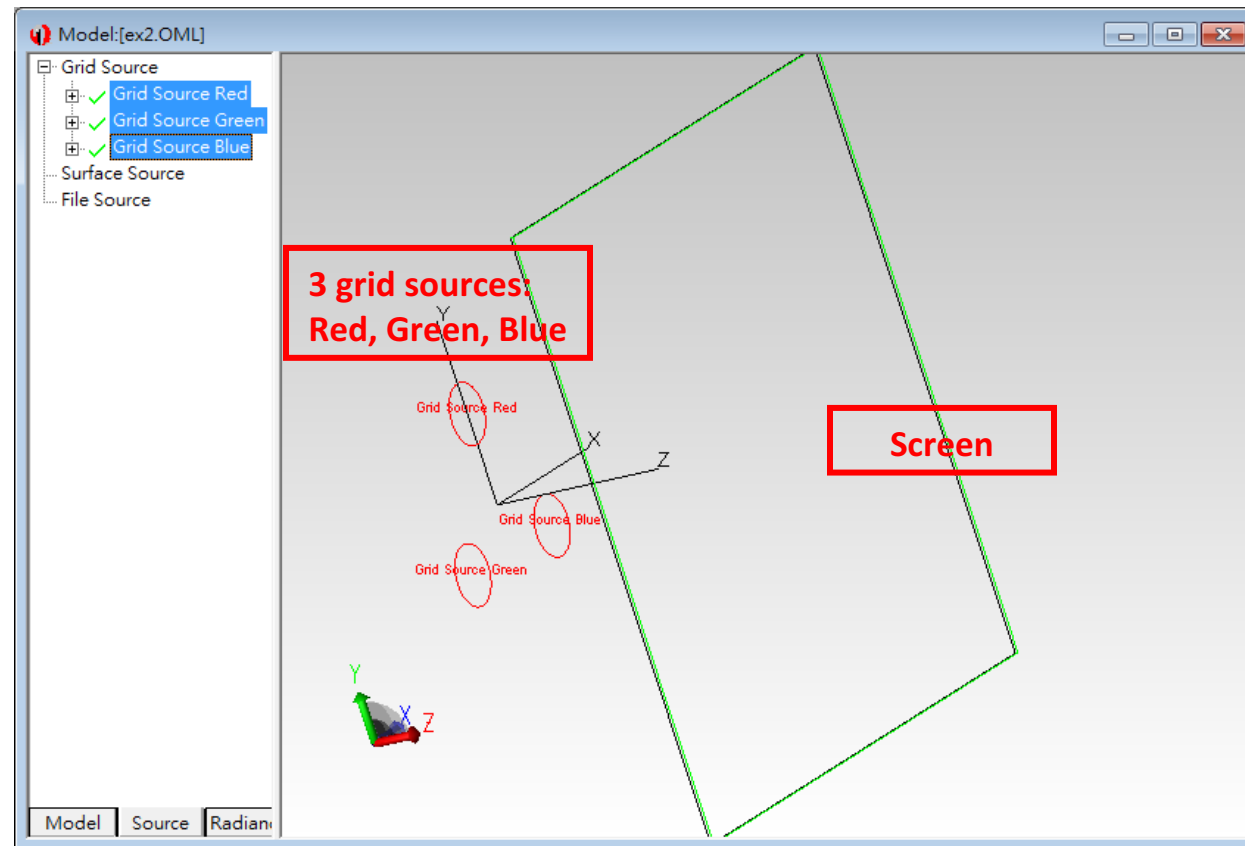 Model:[ex2.OML]
Grid Source
Grid Source Red
Grid Source Green
Grid Source Blue
Surface Source
File Source
3 grid sources:
Red, Green, Blue
Y
Grid Source Red
X
Z
Screen
Grid Source Blue
Grid Source Green
Y
X
Z
Model Source